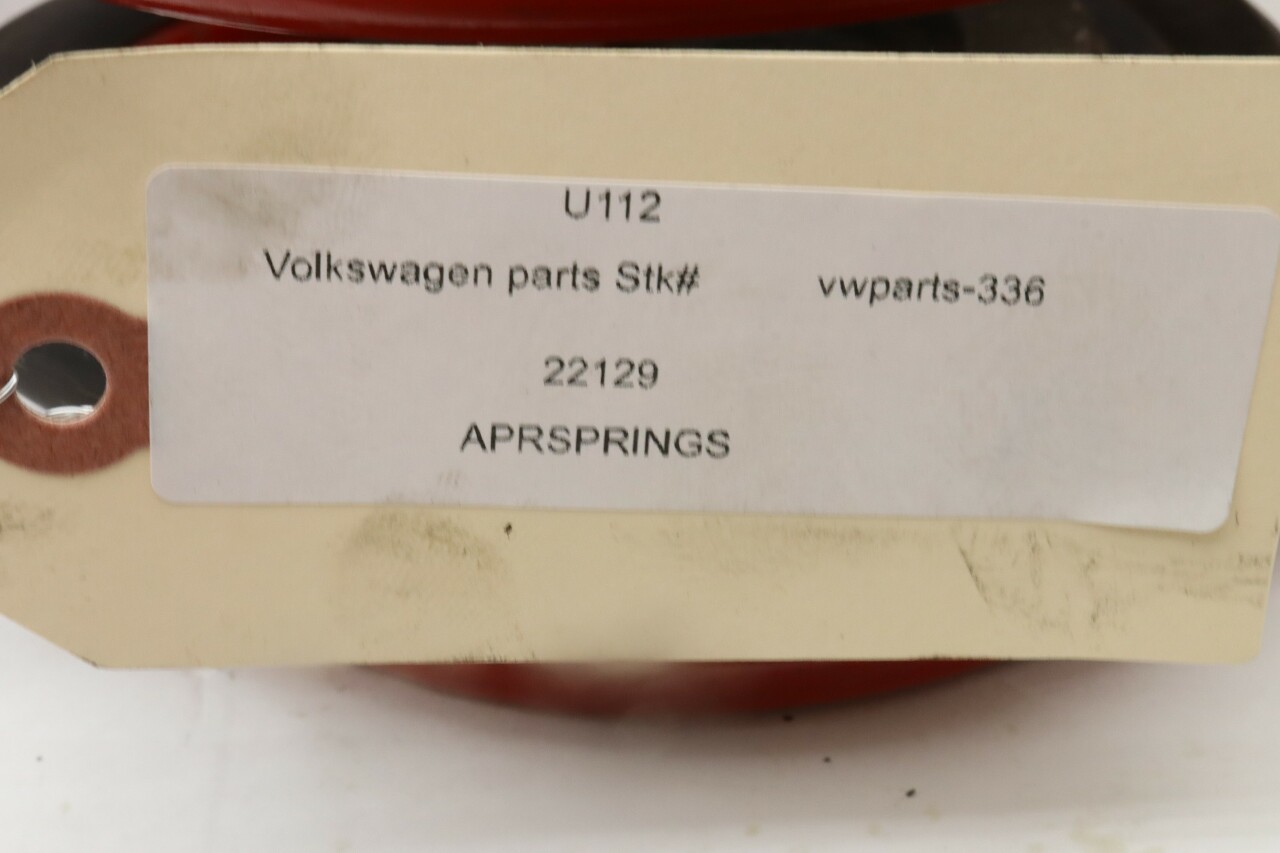 U112
Volkswagen parts Stk# vwparts-336
22129
APRSPRINGS